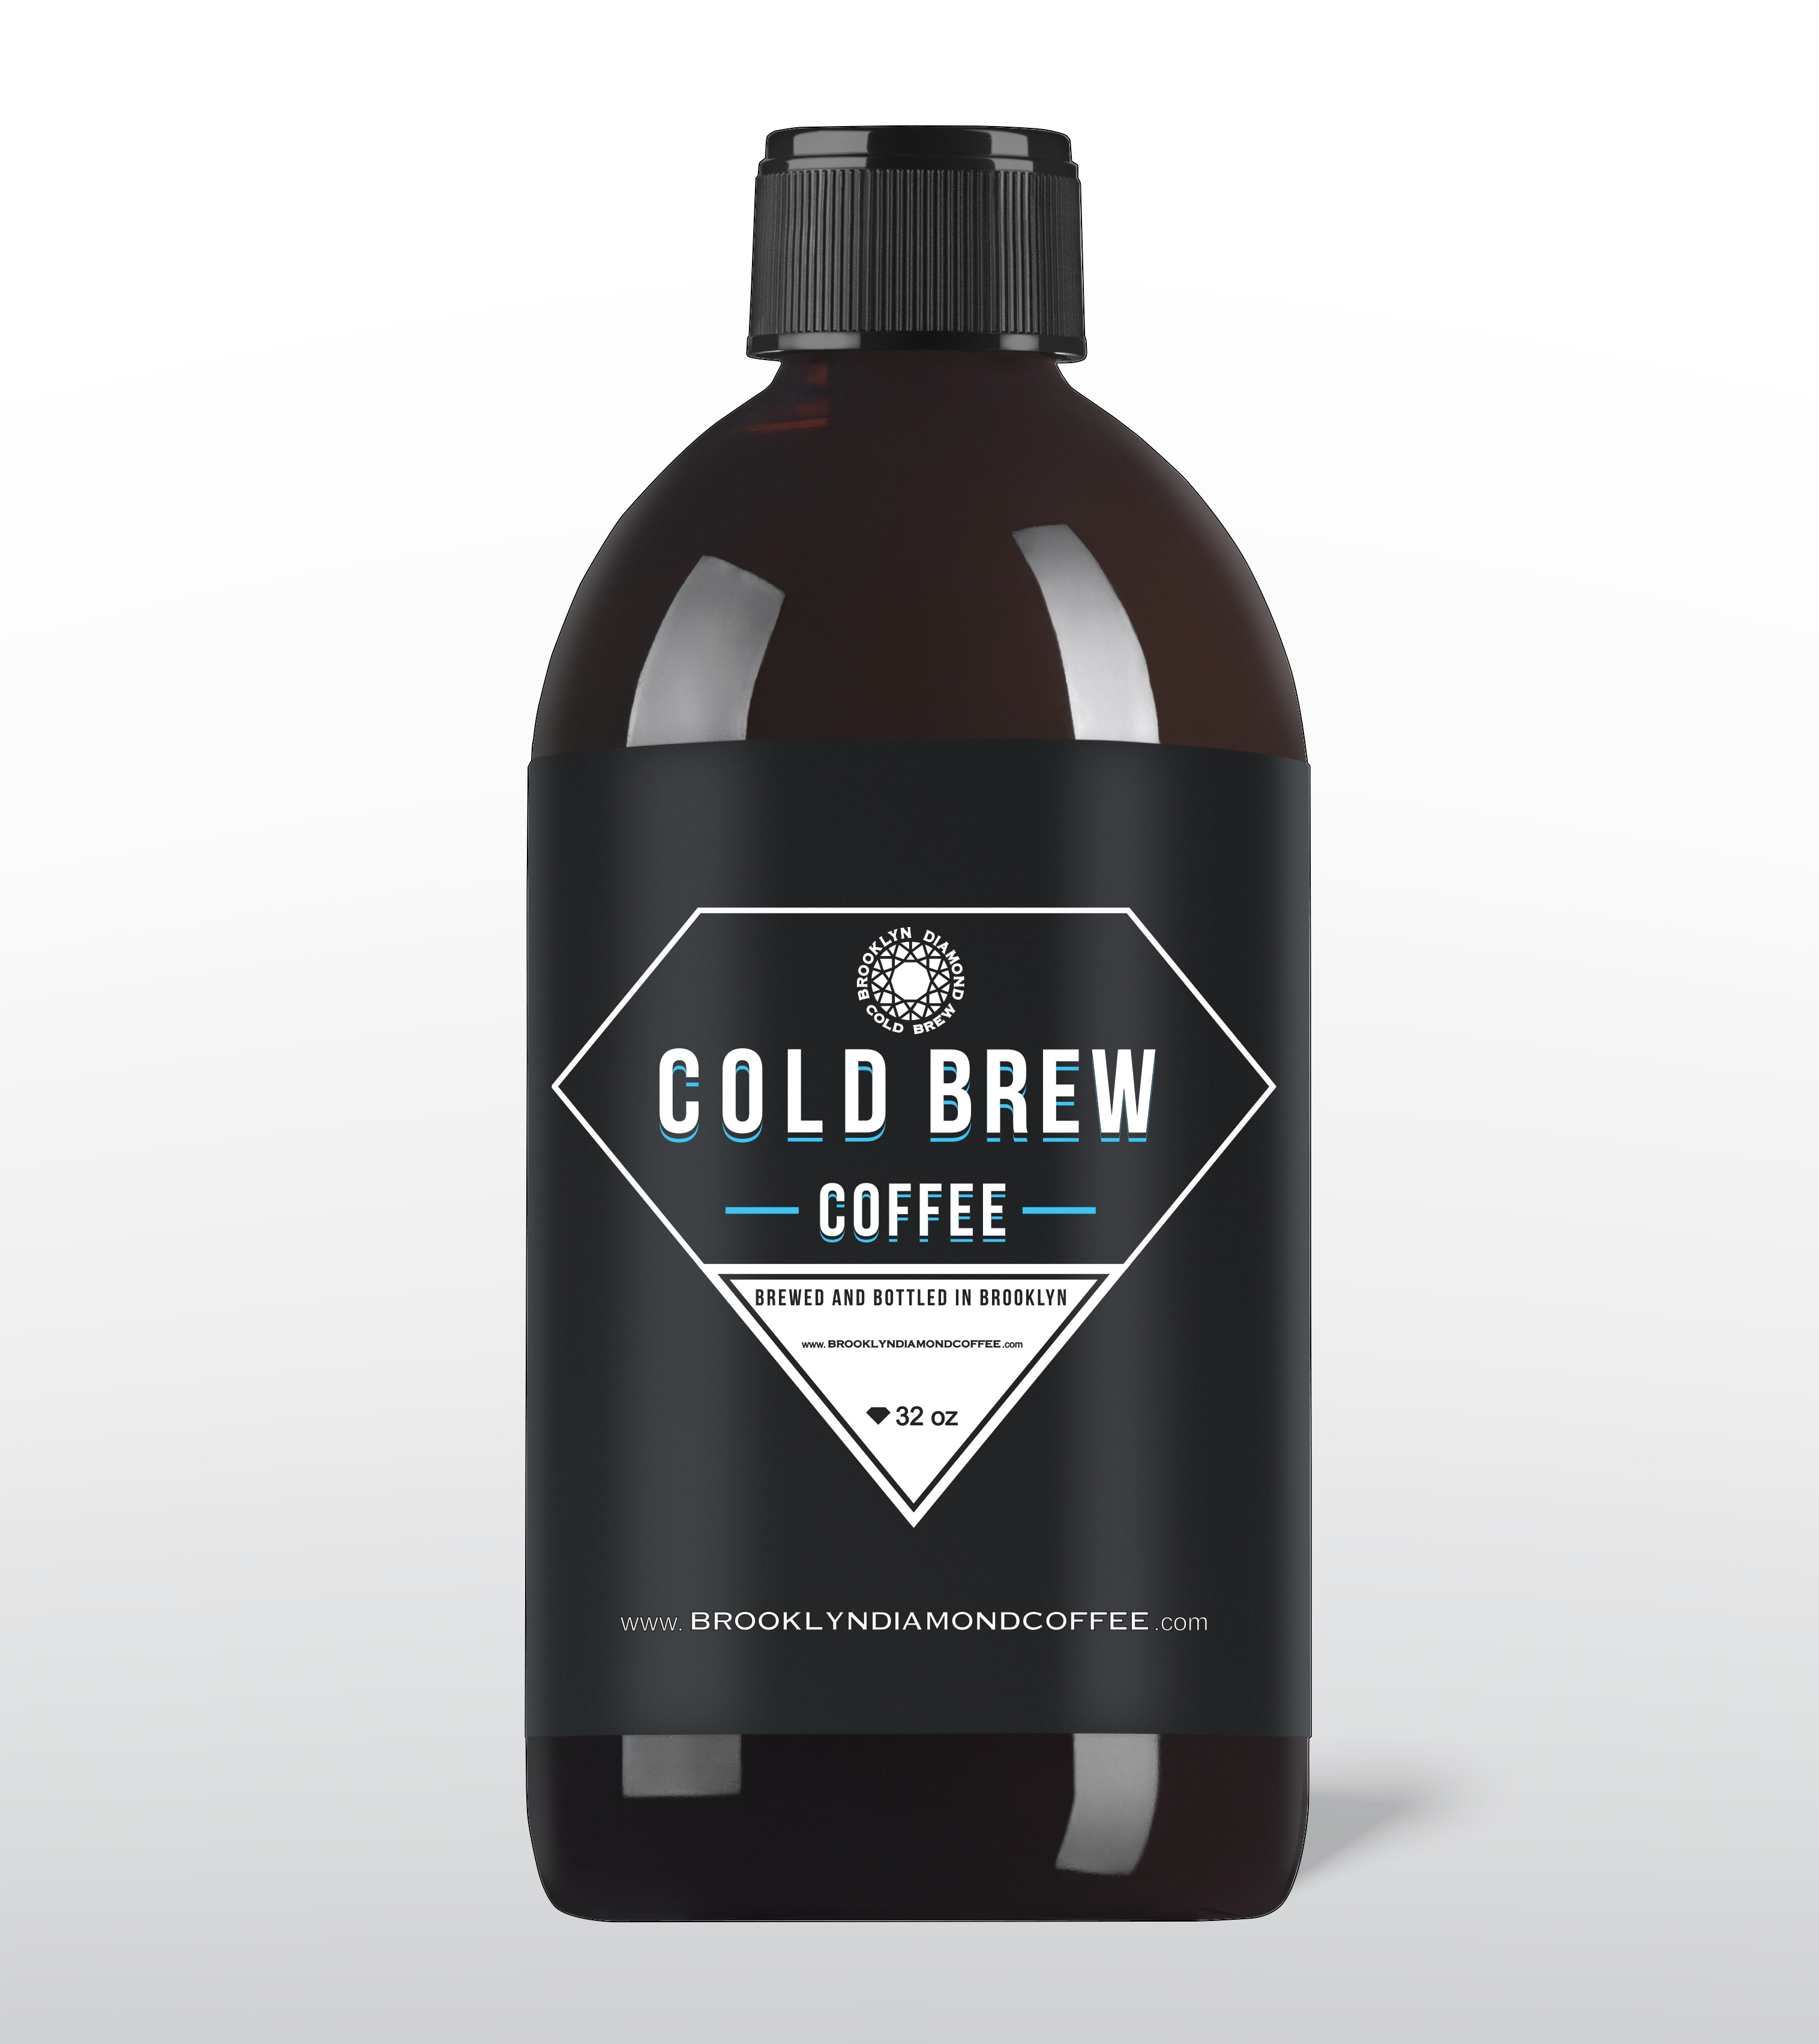 BROOKLYN DIAMOND
COLD BREW
COLD BREW
COFFEE
BREWED AND BOTTLED IN BROOKLYN
www.BROOKLYNDIAMONDCOFFEE.com
32 oz
www.BROOKLYNDIAMONDCOFFEE.com